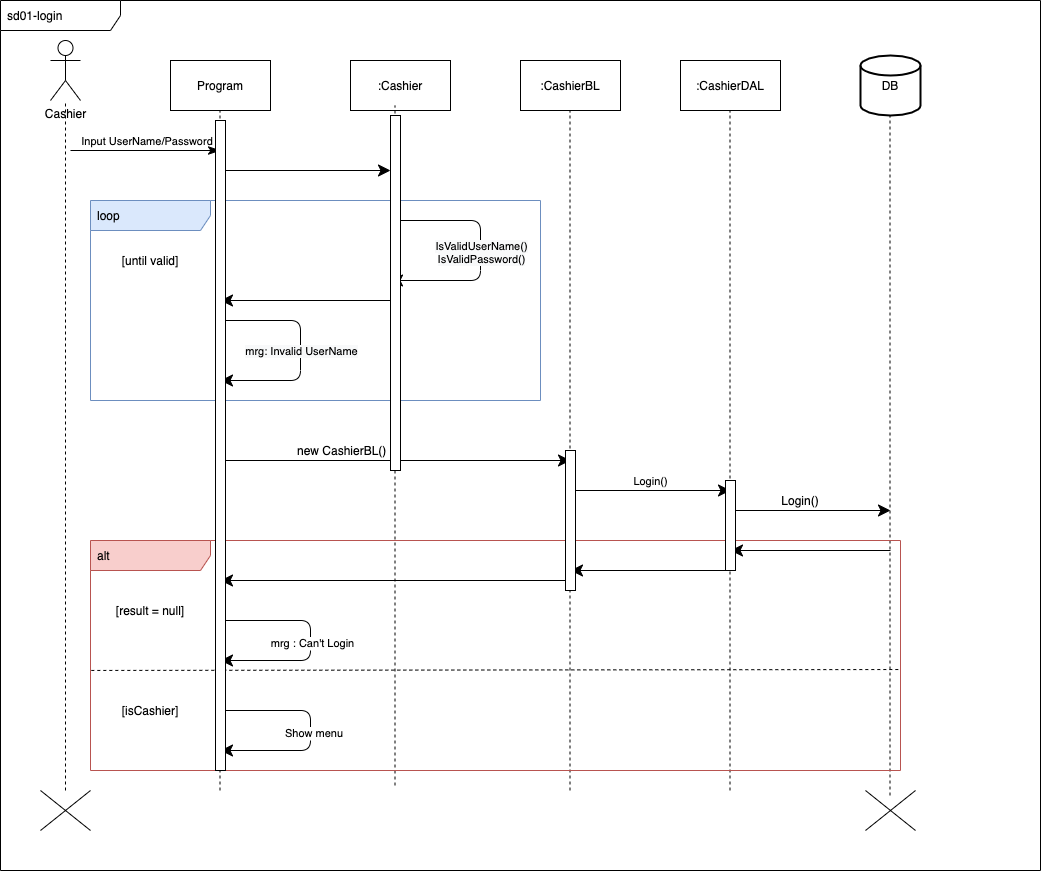 sd01-login
Cashier
Program
:Cashier
:CashierBL
:CashierDAL
DB
Input UserName/Password
loop
[until valid]
IsValidUserName()
IsValidPassword()
mrg: Invalid UserName
new CashierBL()
Login()
Login()
alt
[result = null]
mrg : Can't Login
[isCashier]
Show menu